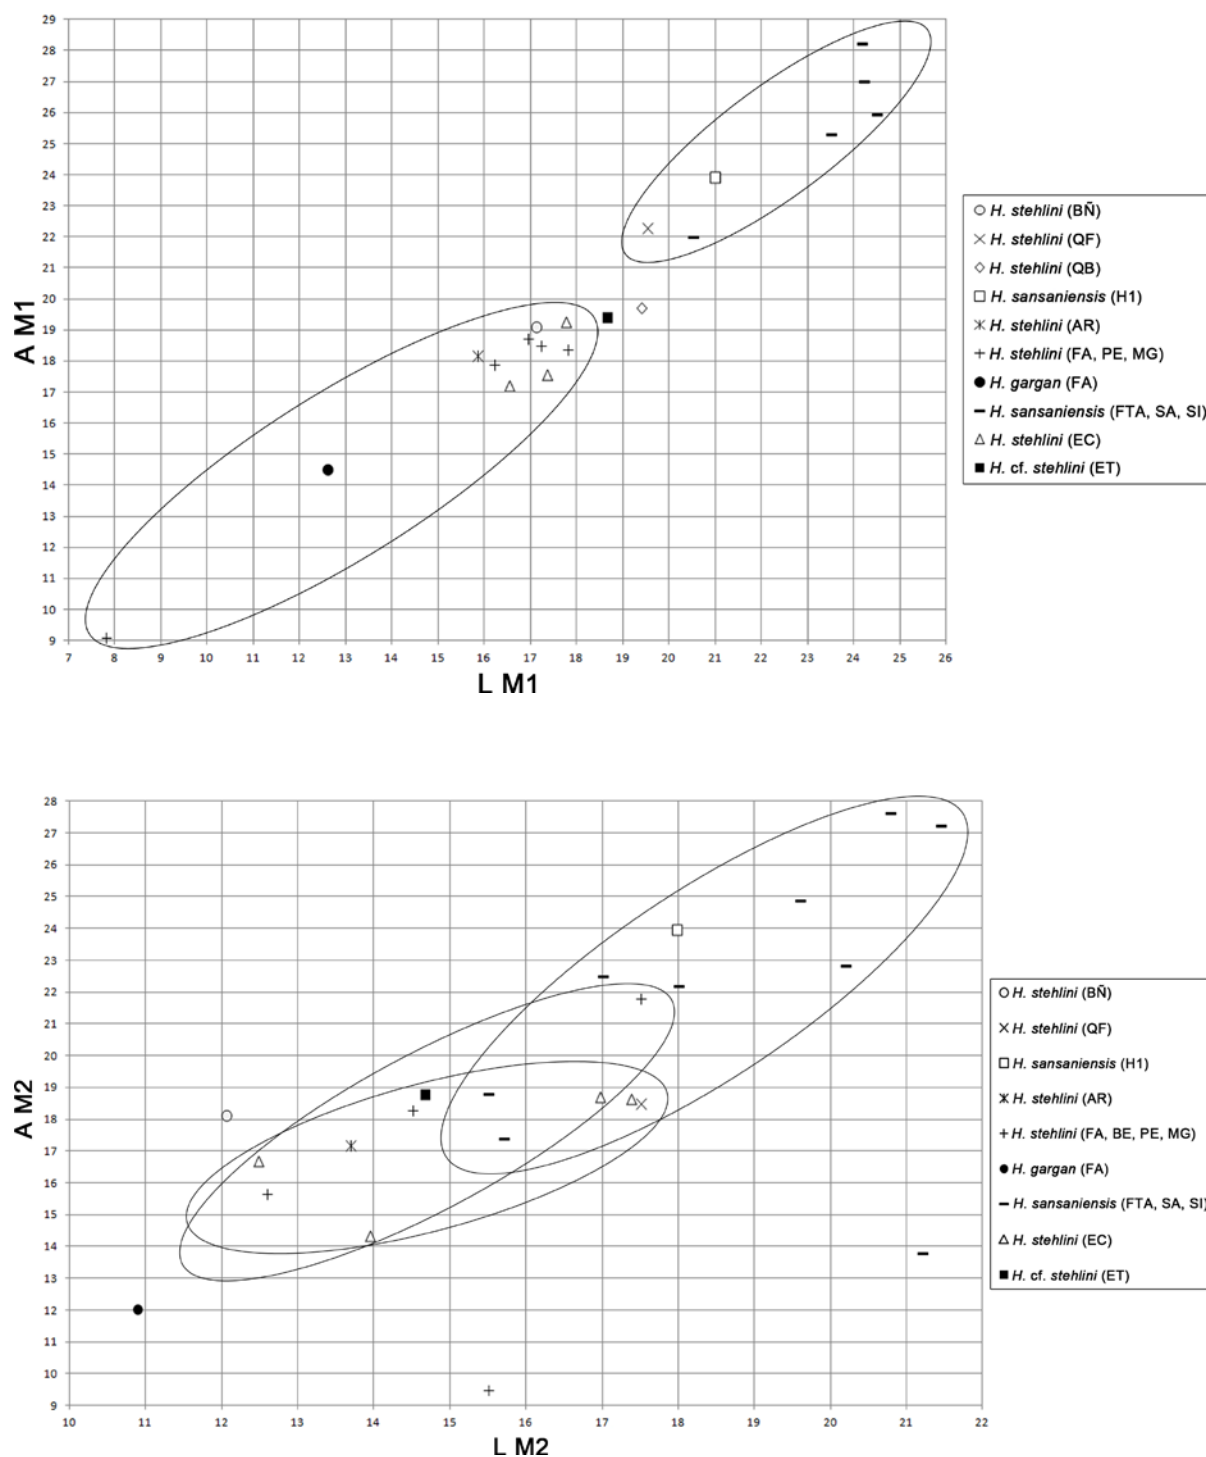 29
28
27
26
25
24
23
22
21
20
19
18
17
16
15
14
13
12
11
10
9
A M1
7 8 9 10 11 12 13 14 15 16 17 18 19 20 21 22 23 24 25 26
L M1
H. stehlini (BÑ)
H. stehlini (QF)
H. stehlini (QB)
H. sansaniensis (H1)
H. stehlini (AR)
H. stehlini (FA, PE, MG)
H. gargan (FA)
H. sansaniensis (FTA, SA, SI)
H. stehlini (EC)
H. cf. stehlini (ET)
28
27
26
25
24
23
22
21
20
19
18
17
16
15
14
13
12
11
10
9
A M2
10 11 12 13 14 15 16 17 18 19 20 21 22
L M2
H. stehlini (BÑ)
H. stehlini (QF)
H. sansaniensis (H1)
H. stehlini (AR)
H. stehlini (FA, BE, PE, MG)
H. gargan (FA)
H. sansaniensis (FTA, SA, SI)
H. stehlini (EC)
H. cf. stehlini (ET)